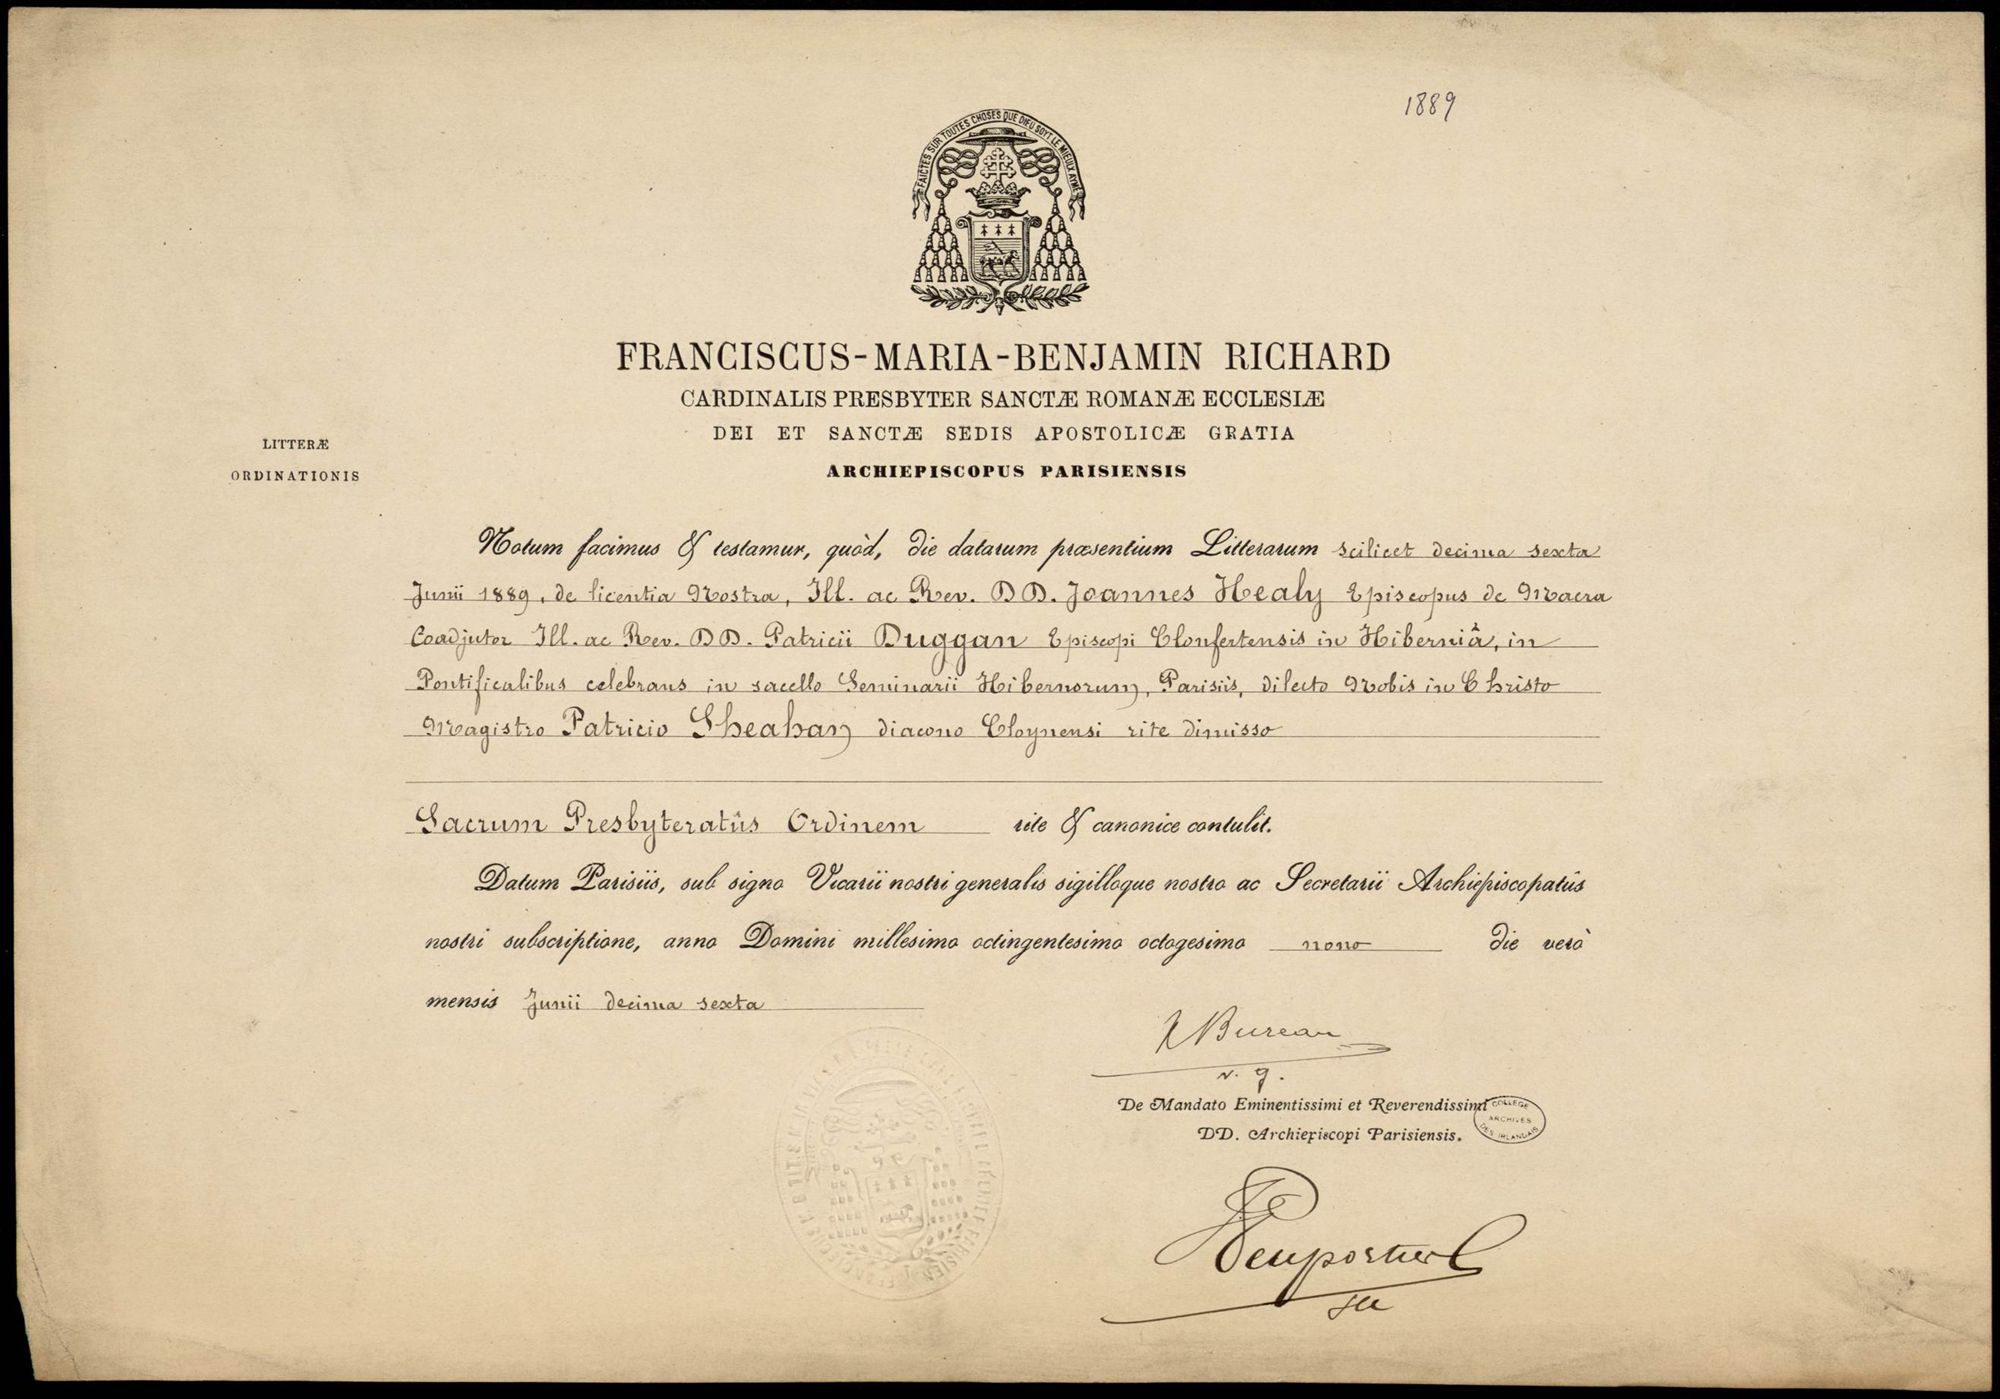 1889
FAICTES SUR TOUTES CHOSES QUE DIEU SOYT LE MIEULX AYMÉ
FRANCISCUS-MARIA-BENJAMIN RICHARD
CARDINALIS PRESBYTER SANCTÆ ROMANÆ ECCLESIÆ
DEI ET SANCTÆ SEDIS APOSTOLICÆ GRATIA
ARCHIEPISCOPUS PARISIENSIS
LITTERÆ
ORDINATIONIS
Notum facimus & testamur, quòd, die datarum præsentium Litterarum scilicet decima sexta
Junii 1889, de licentia Nostra, Ill. ac Rev. DD. Joannes Healy Episcopus de Macra
Coadjutor Ill. ac Rev. DD. Patricii Duggan Episcopi Clonfertensis in Hiberniâ, in
Pontificalibus celebrans in sacello Seminarii Hibernorum, Parisiis, dilecto Nobis in Christo
Magistro Patricio Sheahan diacono Cloynensi rite dimisso
Sacrum Presbyteratûs Ordinem rite & canonice contulit.
Datum Parisiis, sub signo Vicarii nostri generalis sigilloque nostro ac Secretarii Archiepiscopatûs
nostri subscriptione, anno Domini millesimo octingentesimo octogesimo nono die verò
mensis Junii decima sexta
Bureau
v. g.
De Mandato Eminentissimi et Reverendissimi
DD. Archiepiscopi Parisiensis.
COLLEGE
ARCHIVES
DES IRLANDAIS